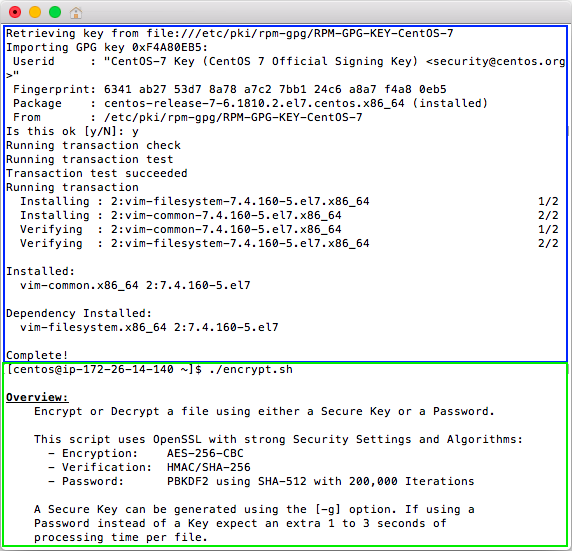 Retrieving key from file:///etc/pki/rpm-gpg/RPM-GPG-KEY-CentOS-7
Importing GPG key 0xF4A80EB5:
 Userid     : "CentOS-7 Key (CentOS 7 Official Signing Key) <security@centos.org
>"
 Fingerprint: 6341 ab27 53d7 8a78 a7c2 7bb1 24c6 a8a7 f4a8 0eb5
 Package    : centos-release-7-6.1810.2.el7.centos.x86_64 (installed)
 From       : /etc/pki/rpm-gpg/RPM-GPG-KEY-CentOS-7
Is this ok [y/N]: y
Running transaction check
Running transaction test
Transaction test succeeded
Running transaction
  Installing : 2:vim-filesystem-7.4.160-5.el7.x86_64                        1/2
  Installing : 2:vim-common-7.4.160-5.el7.x86_64                            2/2
  Verifying  : 2:vim-common-7.4.160-5.el7.x86_64                            1/2
  Verifying  : 2:vim-filesystem-7.4.160-5.el7.x86_64                        2/2

Installed:
  vim-common.x86_64 2:7.4.160-5.el7

Dependency Installed:
  vim-filesystem.x86_64 2:7.4.160-5.el7

Complete!
[centos@ip-172-26-14-140 ~]$ ./encrypt.sh

Overview:
    Encrypt or Decrypt a file using either a Secure Key or a Password.

    This script uses OpenSSL with strong Security Settings and Algorithms:
      - Encryption:    AES-256-CBC
      - Verification:  HMAC/SHA-256
      - Password:      PBKDF2 using SHA-512 with 200,000 Iterations

    A Secure Key can be generated using the [-g] option. If using a
    Password instead of a Key expect an extra 1 to 3 seconds of
    processing time per file.